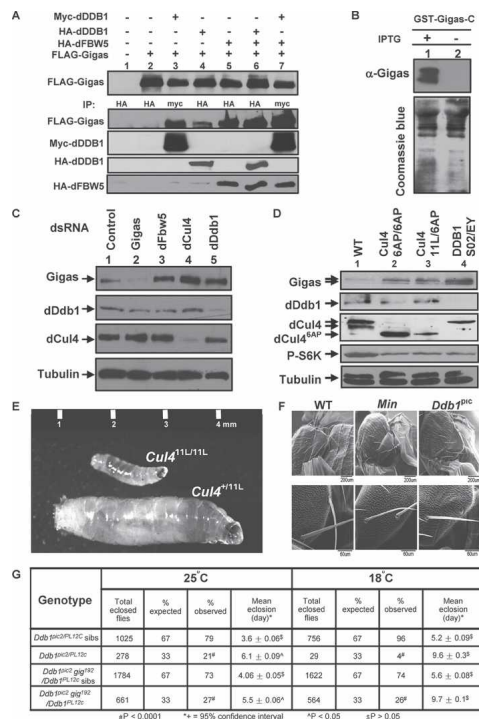 A
Myc-dDDB1 - - + - - - +
HA-dDDB1 - - - + - + -
HA-dFBW5 - - - - + + +
FLAG-Gigas - + + + + + +
1 2 3 4 5 6 7
FLAG-Gigas
IP: HA HA myc HA HA HA myc
FLAG-Gigas
Myc-dDDB1
HA-dDDB1
HA-dFBW5
B
GST-Gigas-C
IPTG + -
1 2
α-Gigas
Coomassie blue
C
dsRNA Control Gigas dFbw5 dCul4 dDdb1
1 2 3 4 5
Gigas
dDdb1
dCul4
Tubulin
D
WT Cul4 6AP/6AP Cul4 11L/6AP DDB1 S02/EY
1 2 3 4
Gigas
dDdb1
dCul4
dCul4 6AP
P-S6K
Tubulin
E
1 2 3 4 mm
Cul4 11L/11L
Cul4 +/11L
F
WT Min Ddb1 prc
200um 200um 200um
60um 60um 60um
G
25°C 18°C
Genotype Total eclosed flies % expected % observed Mean eclosion (day)* Total eclosed flies % expected % observed Mean eclosion (day)*
Ddb1 pic2/PL12C sibs 1025 67 79 3.6 ± 0.06$ 756 67 96 5.2 ± 0.09$
Ddb1 pic2/PL12c 278 33 21# 6.1 ± 0.09^ 29 33 4# 9.6 ± 0.3$
Ddb1 pic2 gig192 /Ddb1 PL12c sibs 1784 67 73 4.06 ± 0.05$ 1622 67 74 5.6 ± 0.08$
Ddb1 pic2 gig192 /Ddb1 PL12c 661 33 27# 5.5 ± 0.06^ 564 33 26# 9.7 ± 0.1$
#P < 0.0001 *± = 95% confidence interval ^P < 0.05 $P > 0.05